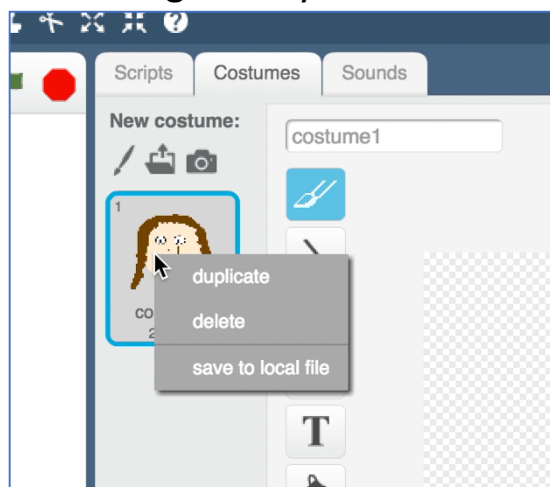 Scripts Costumes Sounds
New costume:
costume1
1
duplicate
delete
save to local file
T